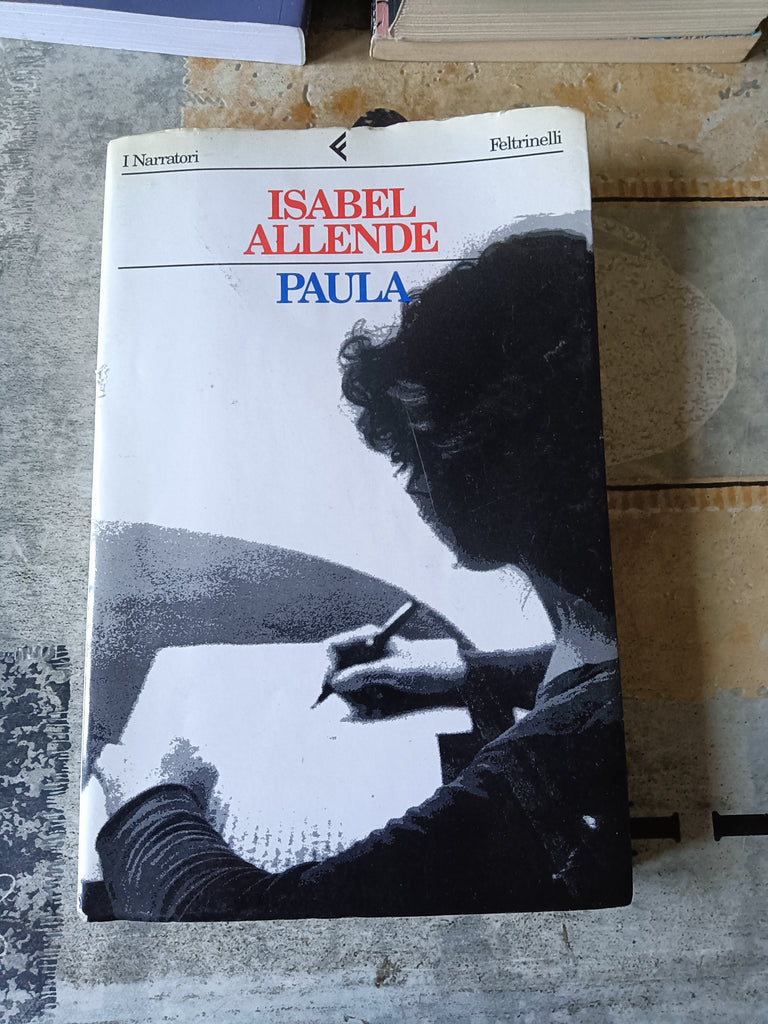 I Narratori
Feltrinelli
ISABEL
ALLENDE
PAULA